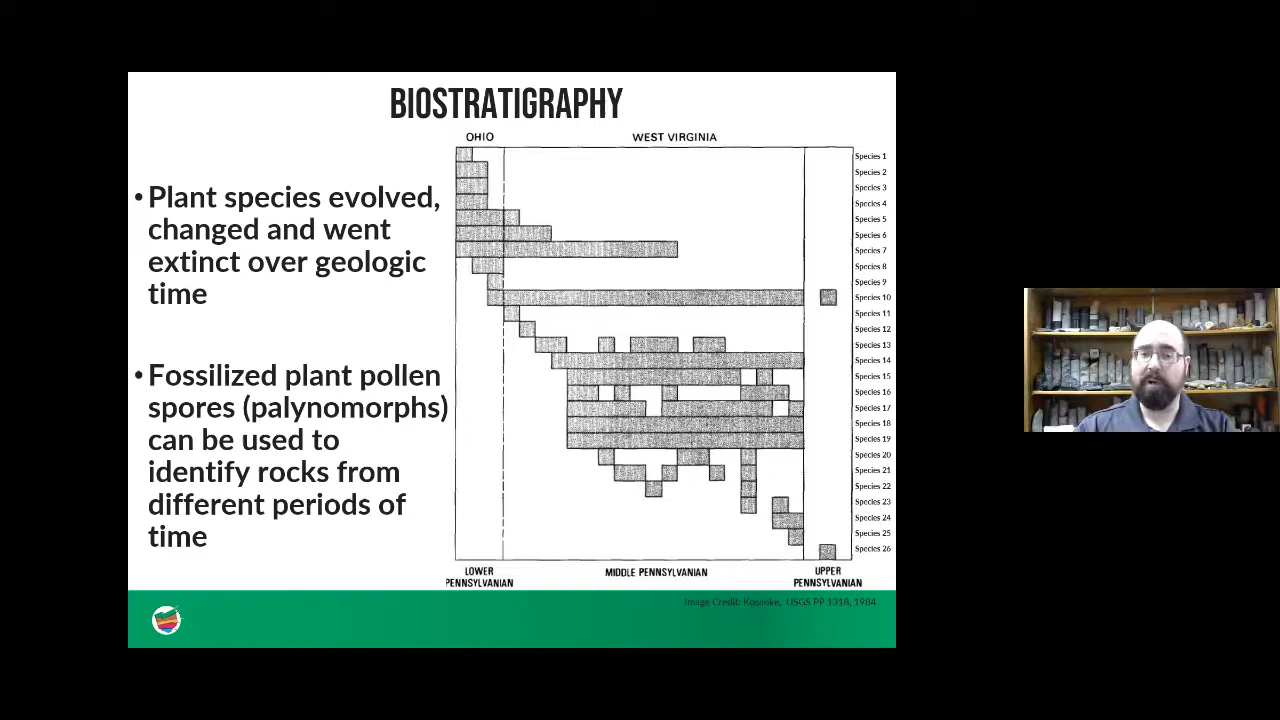 BIOSTRATIGRAPHY
• Plant species evolved,
changed and went
extinct over geologic
time
• Fossilized plant pollen
spores (palynomorphs)
can be used to
identify rocks from
different periods of
time
OHIO
WEST VIRGINIA
Species 1
Species 2
Species 3
Species 4
Species 5
Species 6
Species 7
Species 8
Species 9
Species 10
Species 11
Species 12
Species 13
Species 14
Species 15
Species 16
Species 17
Species 18
Species 19
Species 20
Species 21
Species 22
Species 23
Species 24
Species 25
Species 26
LOWER
PENNSYLVANIAN
MIDDLE PENNSYLVANIAN
UPPER
PENNSYLVANIAN
Image Credit: Kosanke, USGS PP 1318, 1984